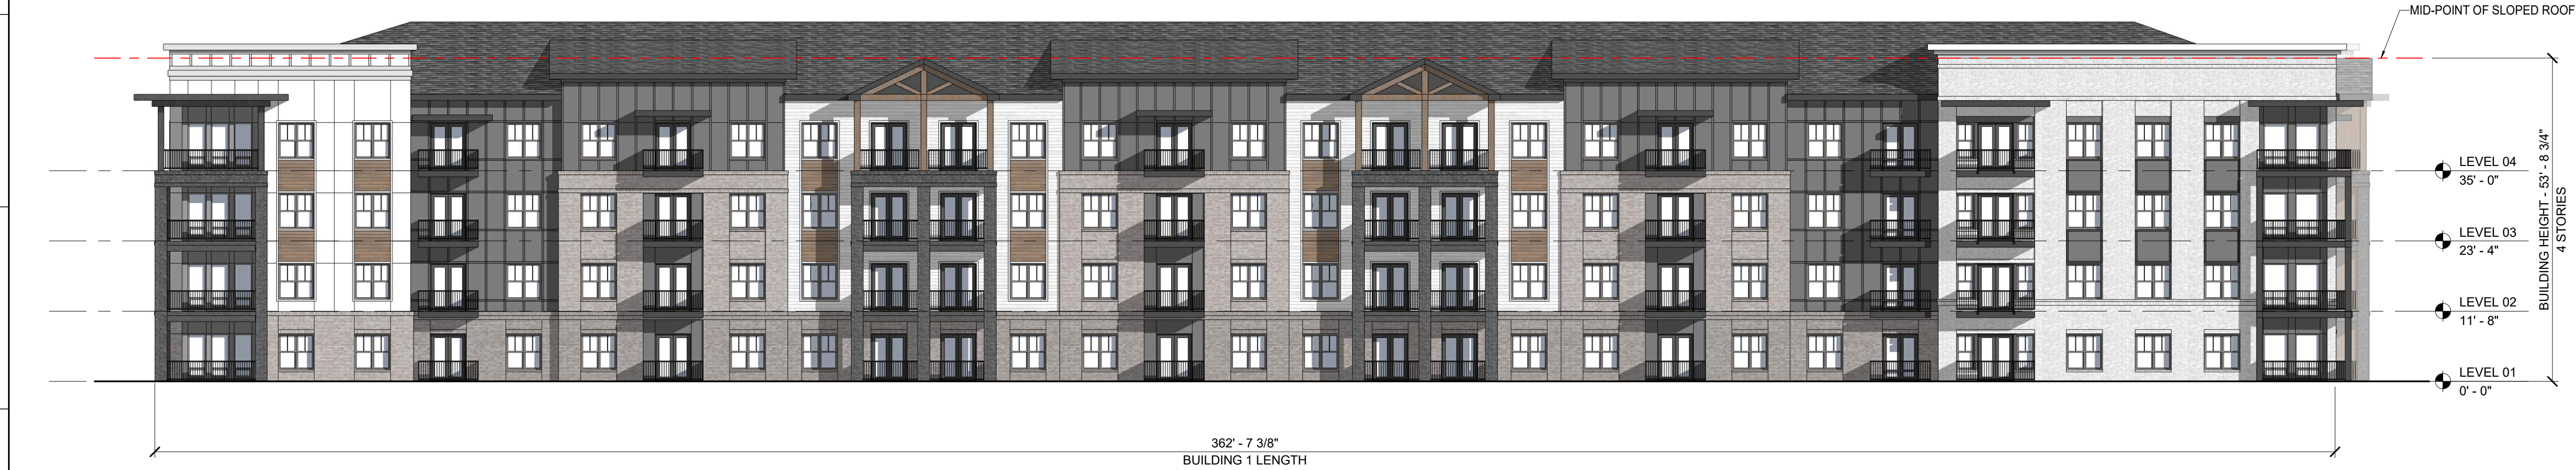 MID-POINT OF SLOPED ROOF
LEVEL 04
35' - 0"
LEVEL 03
23' - 4"
LEVEL 02
11' - 8"
LEVEL 01
0' - 0"
BUILDING HEIGHT - 53' - 8 3/4"
4 STORIES
362' - 7 3/8"
BUILDING 1 LENGTH